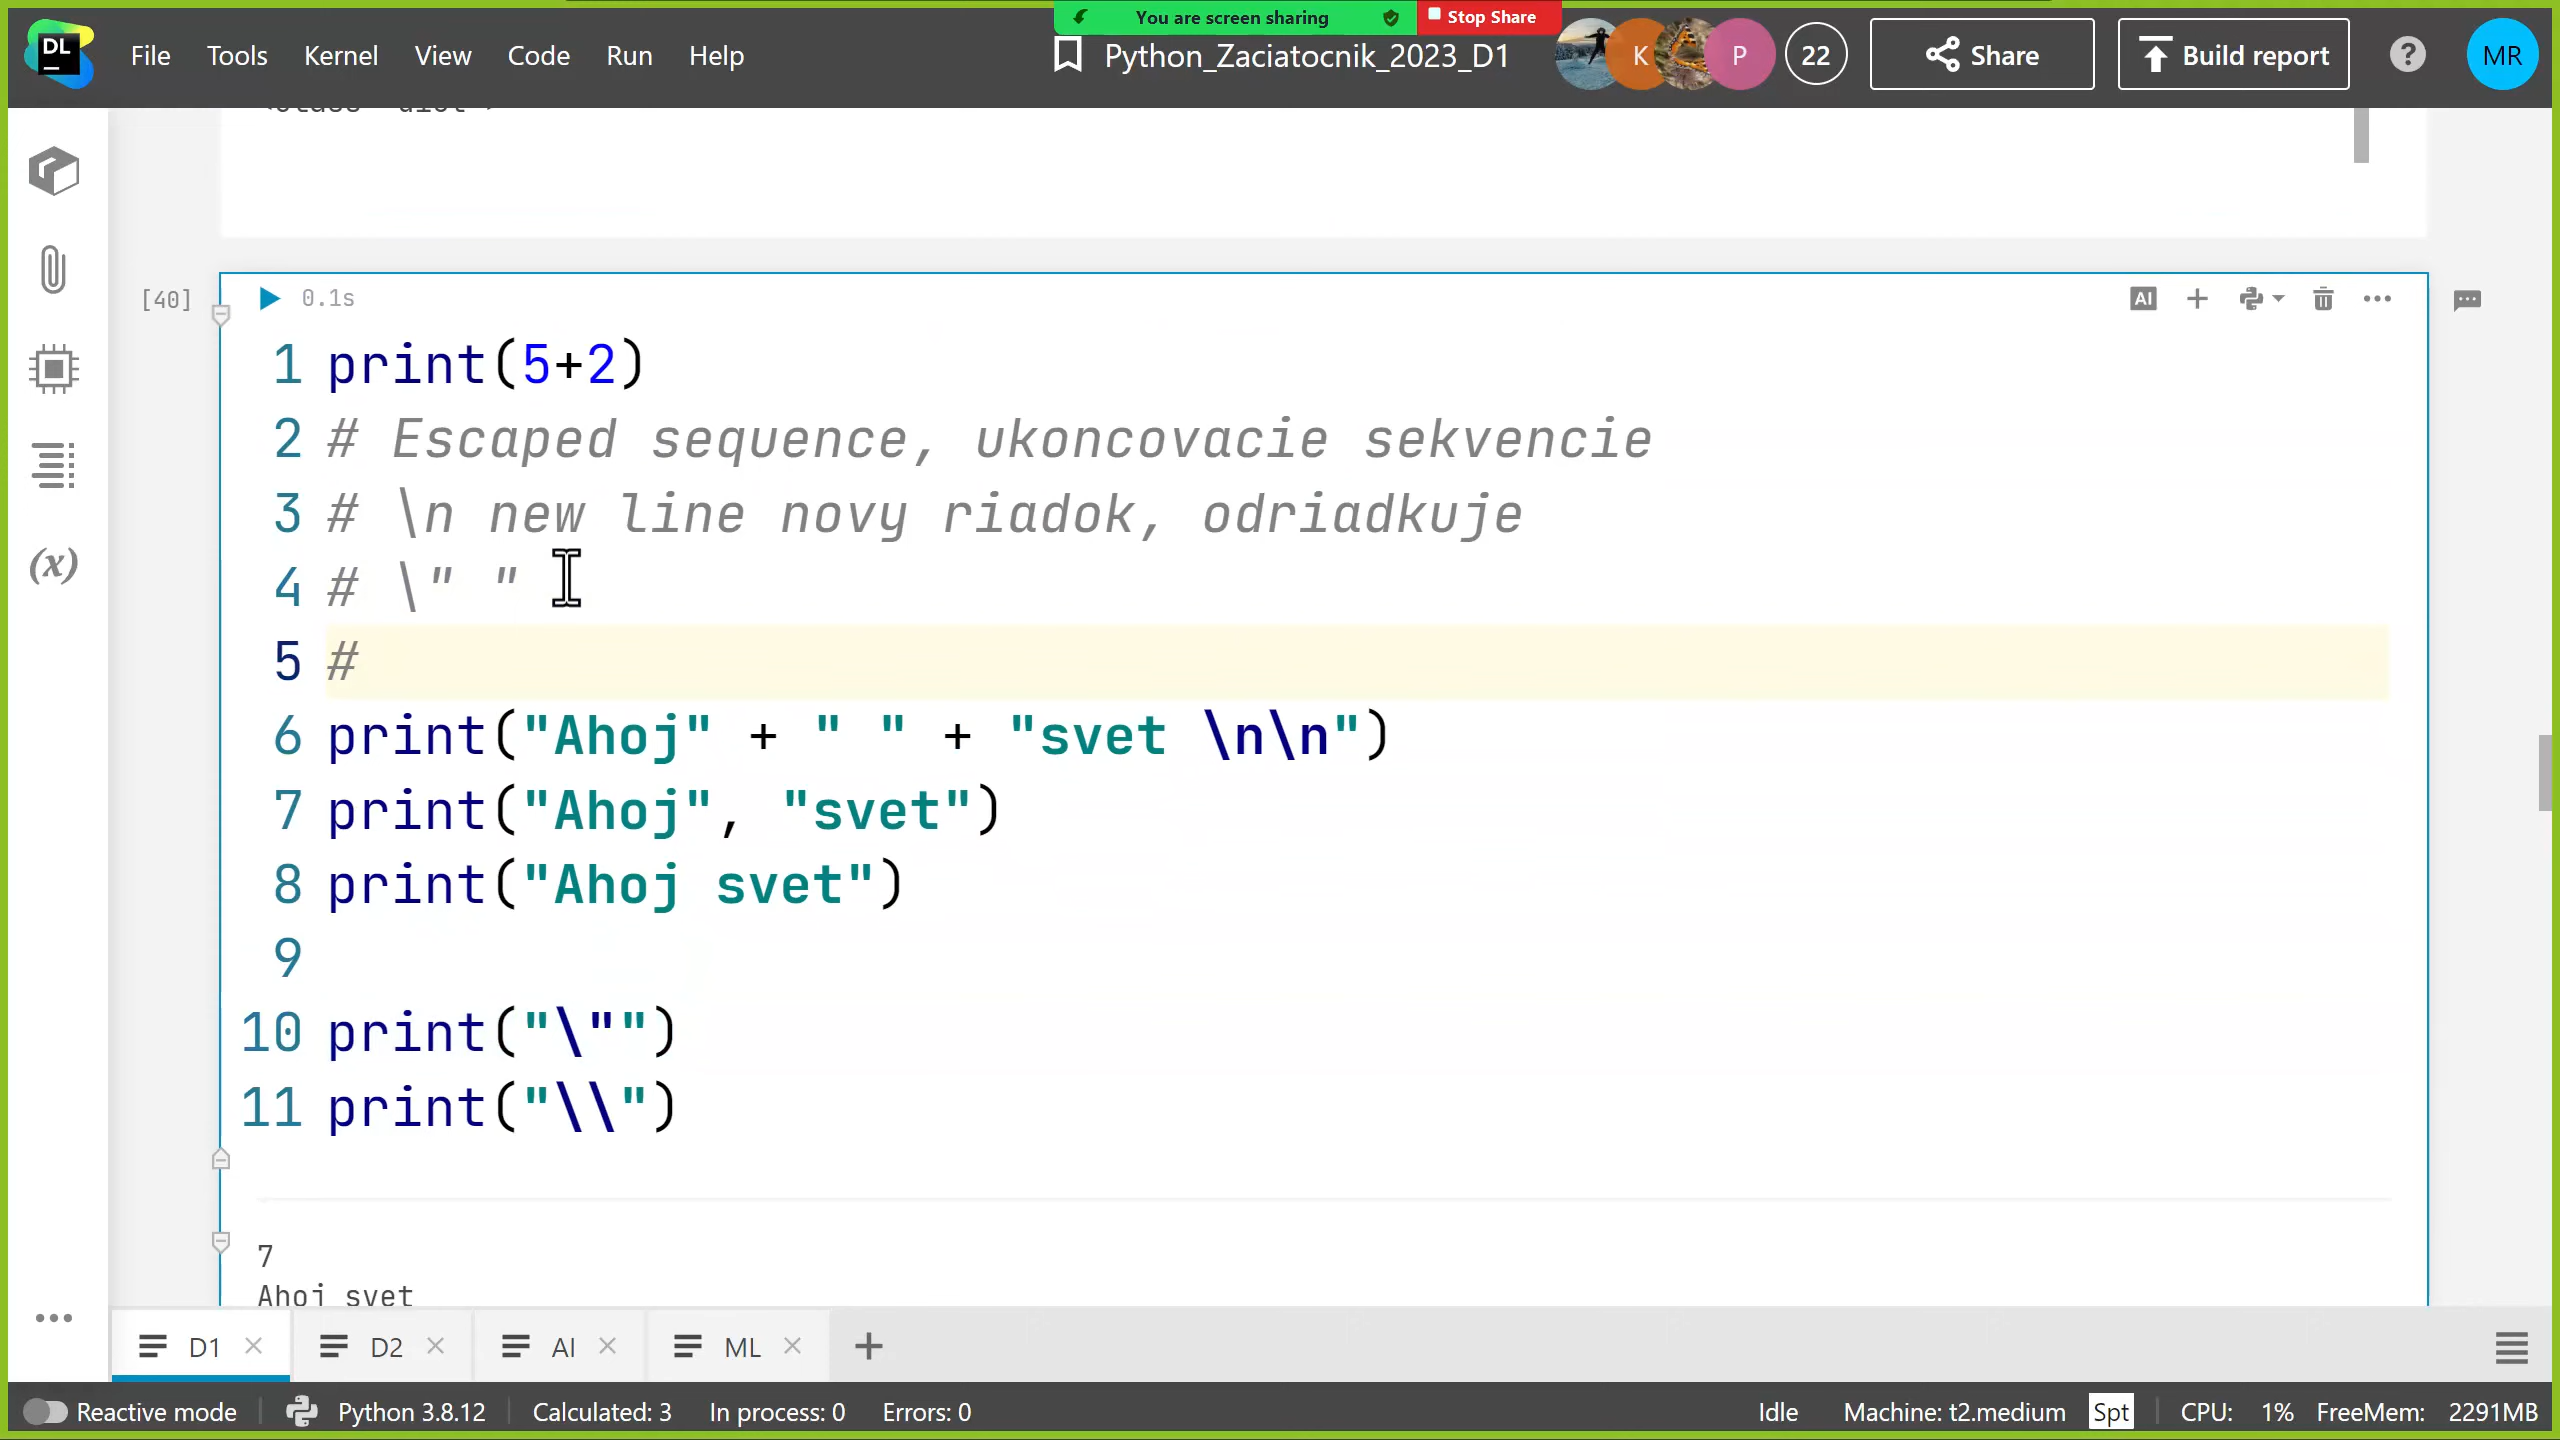 You are screen sharing Stop Share
DL File Tools Kernel View Code Run Help Python_Zaciatocnik_2023_D1 K P 22 Share Build report ? MR
[40] 0.1s AI
1 print(5+2)
2 # Escaped sequence, ukoncovacie sekvencie
3 # \n new line novy riadok, odriadkuje
4 # \" "
5 #
6 print("Ahoj" + " " + "svet \n\n")
7 print("Ahoj", "svet")
8 print("Ahoj svet")
9
10 print("\"")
11 print("\\")
(x)
7
Ahoj svet
D1 D2 AI ML
Reactive mode Python 3.8.12 Calculated: 3 In process: 0 Errors: 0 Idle Machine: t2.medium Spt CPU: 1% FreeMem: 2291MB